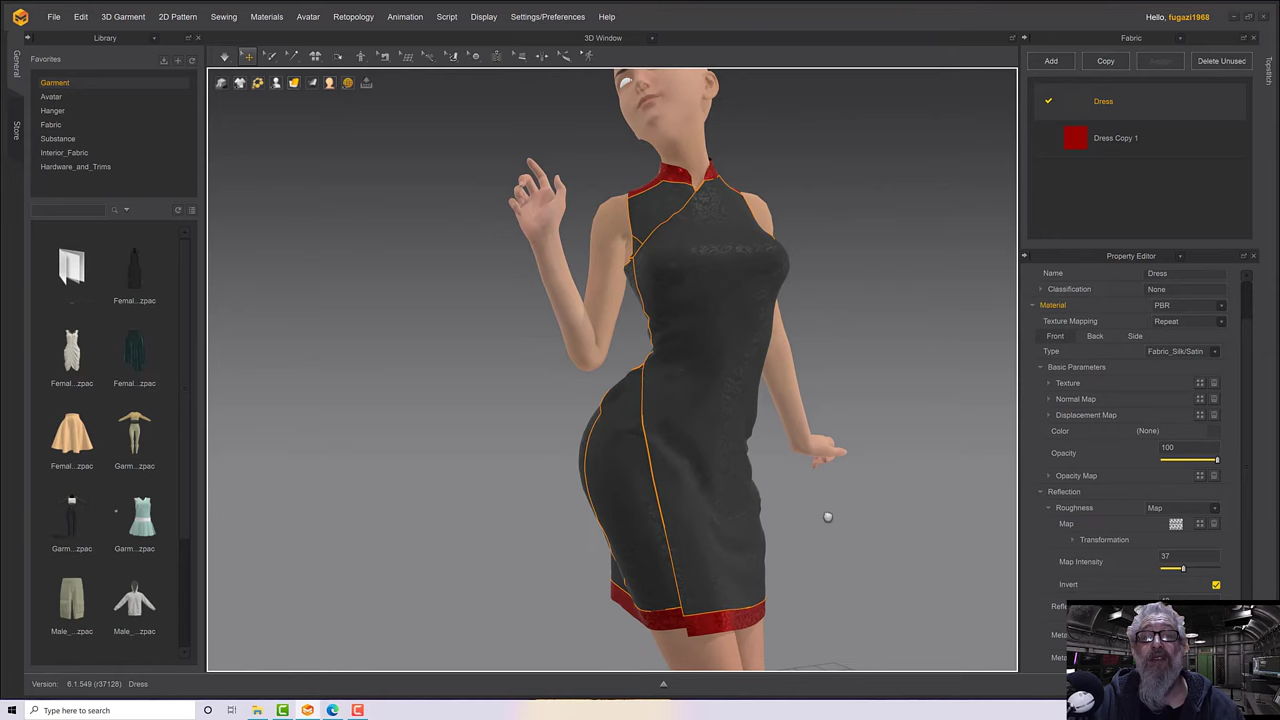 File Edit 3D Garment 2D Pattern Sewing Materials Avatar Retopology Animation Script Display Settings/Preferences Help
Hello, fugazi1968
Library
3D Window
Fabric
General
Store
Topstitch
Favorites
Garment
Avatar
Hanger
Fabric
Substance
Interior_Fabric
Hardware_and_Trims
Femal...zpac
Femal...zpac
Femal...zpac
Femal...zpac
Garm...zpac
Garm...zpac
Garm...zpac
Male_...zpac
Male_...zpac
Add Copy Delete Unused
Dress
Dress Copy 1
Property Editor
Name Dress
Classification None
Material PBR
Texture Mapping Repeat
Front Back Side
Type Fabric_Silk/Satin
Basic Parameters
Texture
Normal Map
Displacement Map
Color (None)
Opacity 100
Opacity Map
Reflection
Roughness Map
Map
Transformation
Map Intensity 37
Invert
Version: 6.1.549 (r37128) Dress
Type here to search